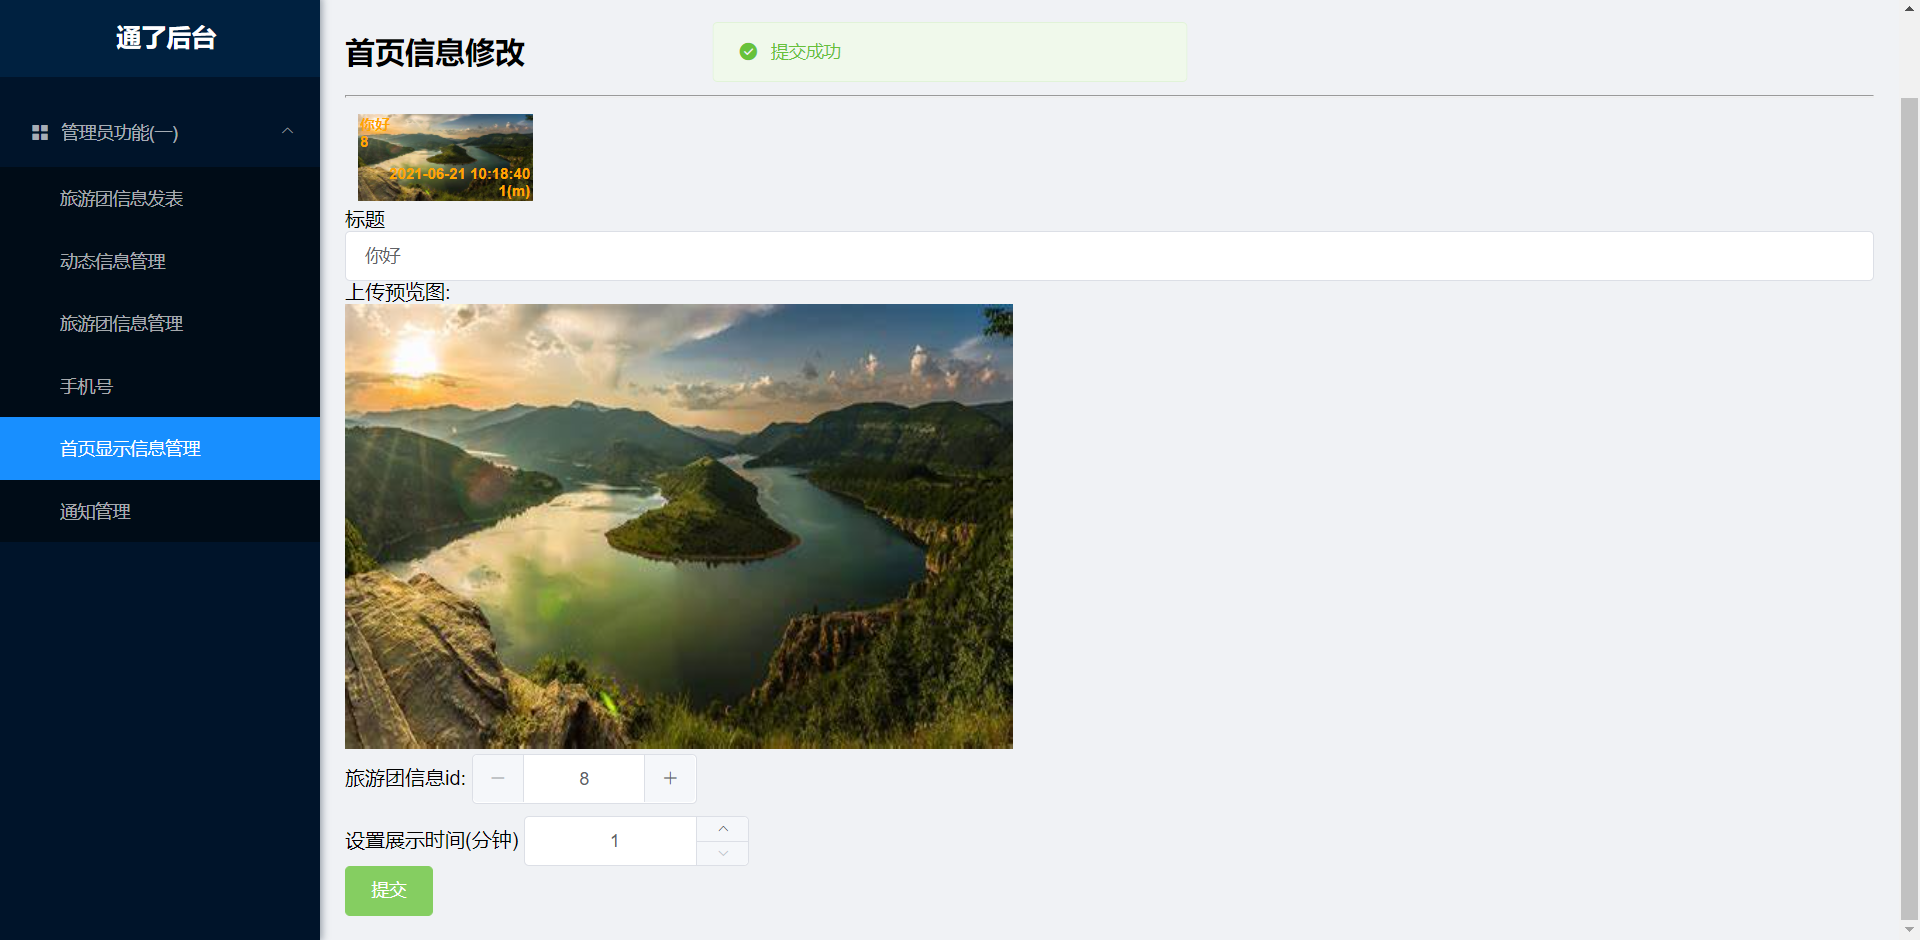 通了后台
管理员功能(一)
旅游团信息发表
动态信息管理
旅游团信息管理
手机号
首页显示信息管理
通知管理
首页信息修改
提交成功
你好
8
2021-06-21 10:18:40
1(m)
标题
你好
上传预览图:
旅游团信息id:
8
设置展示时间(分钟)
1
提交